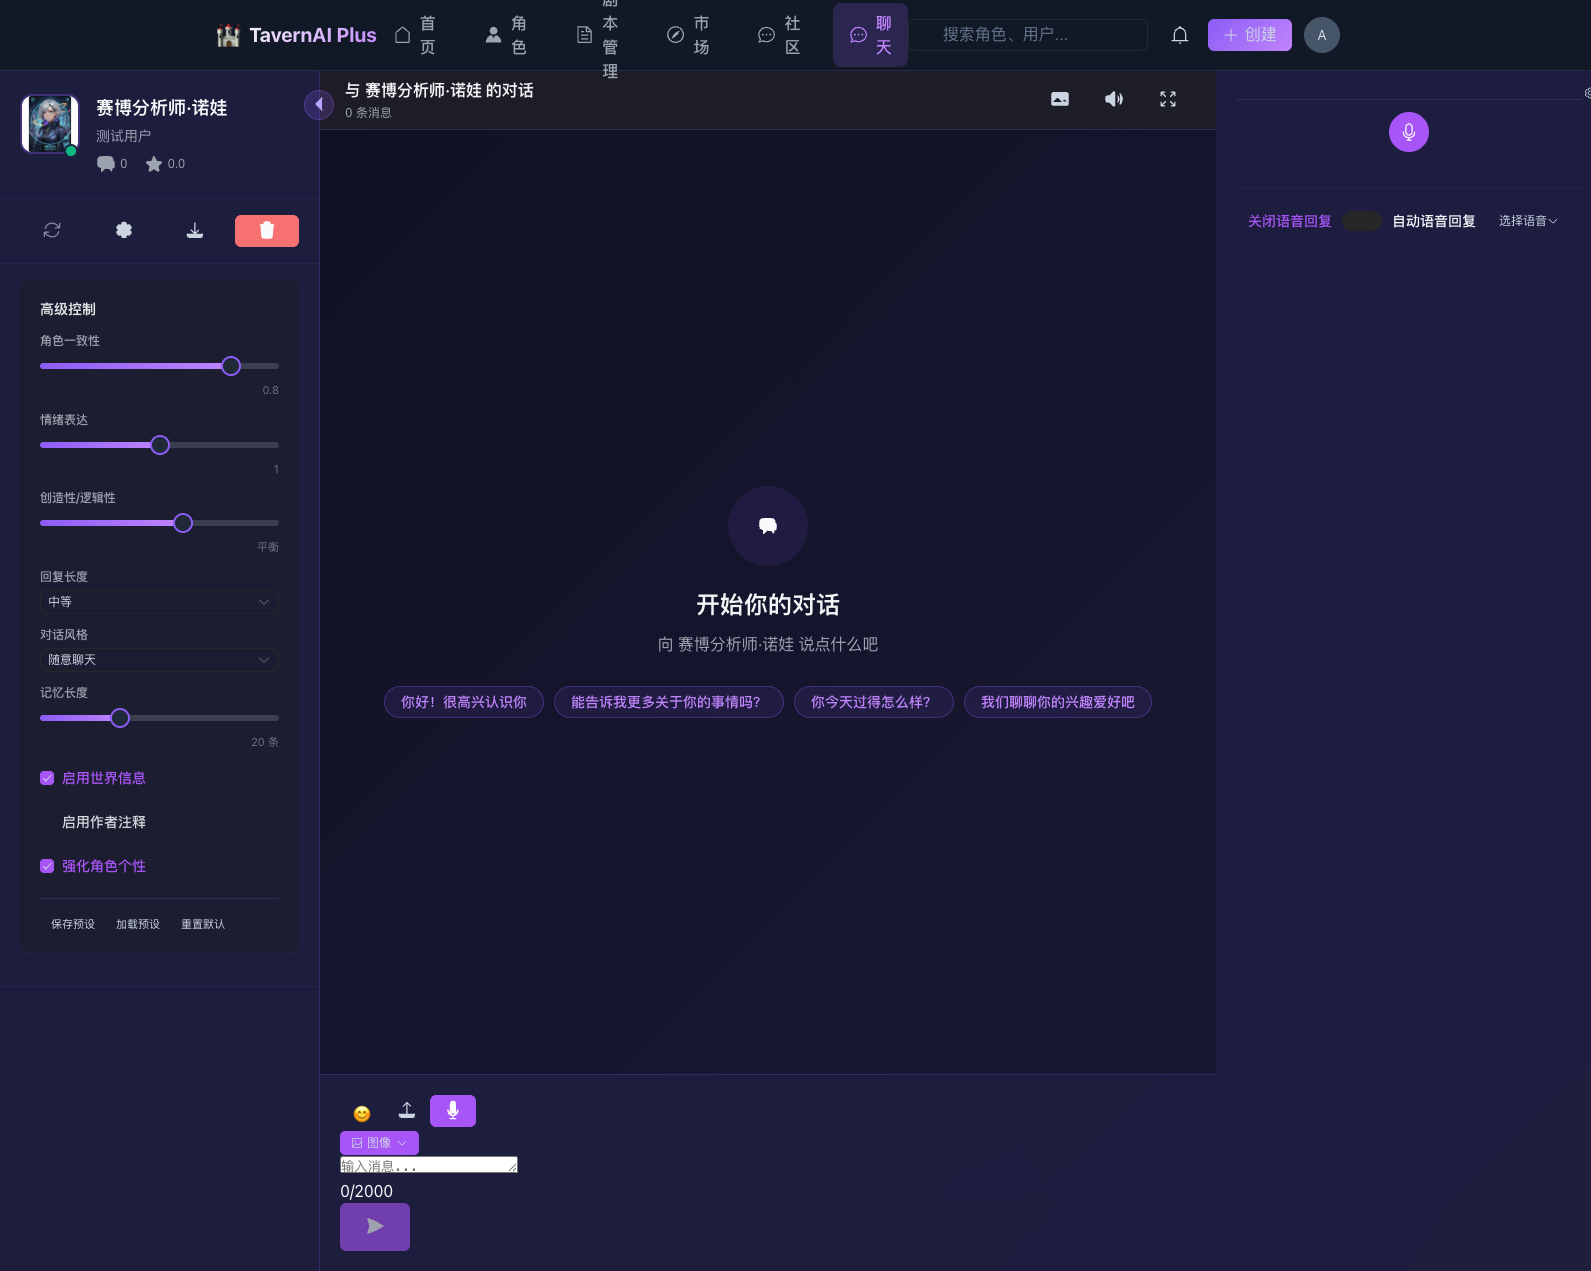 TavernAI Plus
首页
角色
剧本管理
市场
社区
聊天
搜索角色、用户...
创建
A
赛博分析师·诺娃
测试用户
0
0.0
高级控制
角色一致性
0.8
情绪表达
1
创造性/逻辑性
平衡
回复长度
中等
对话风格
随意聊天
记忆长度
20 条
启用世界信息
启用作者注释
强化角色个性
保存预设 加载预设 重置默认
与 赛博分析师·诺娃 的对话
0 条消息
开始你的对话
向 赛博分析师·诺娃 说点什么吧
你好！很高兴认识你
能告诉我更多关于你的事情吗？
你今天过得怎么样？
我们聊聊你的兴趣爱好吧
图像
输入消息...
0/2000
关闭语音回复 自动语音回复 选择语音